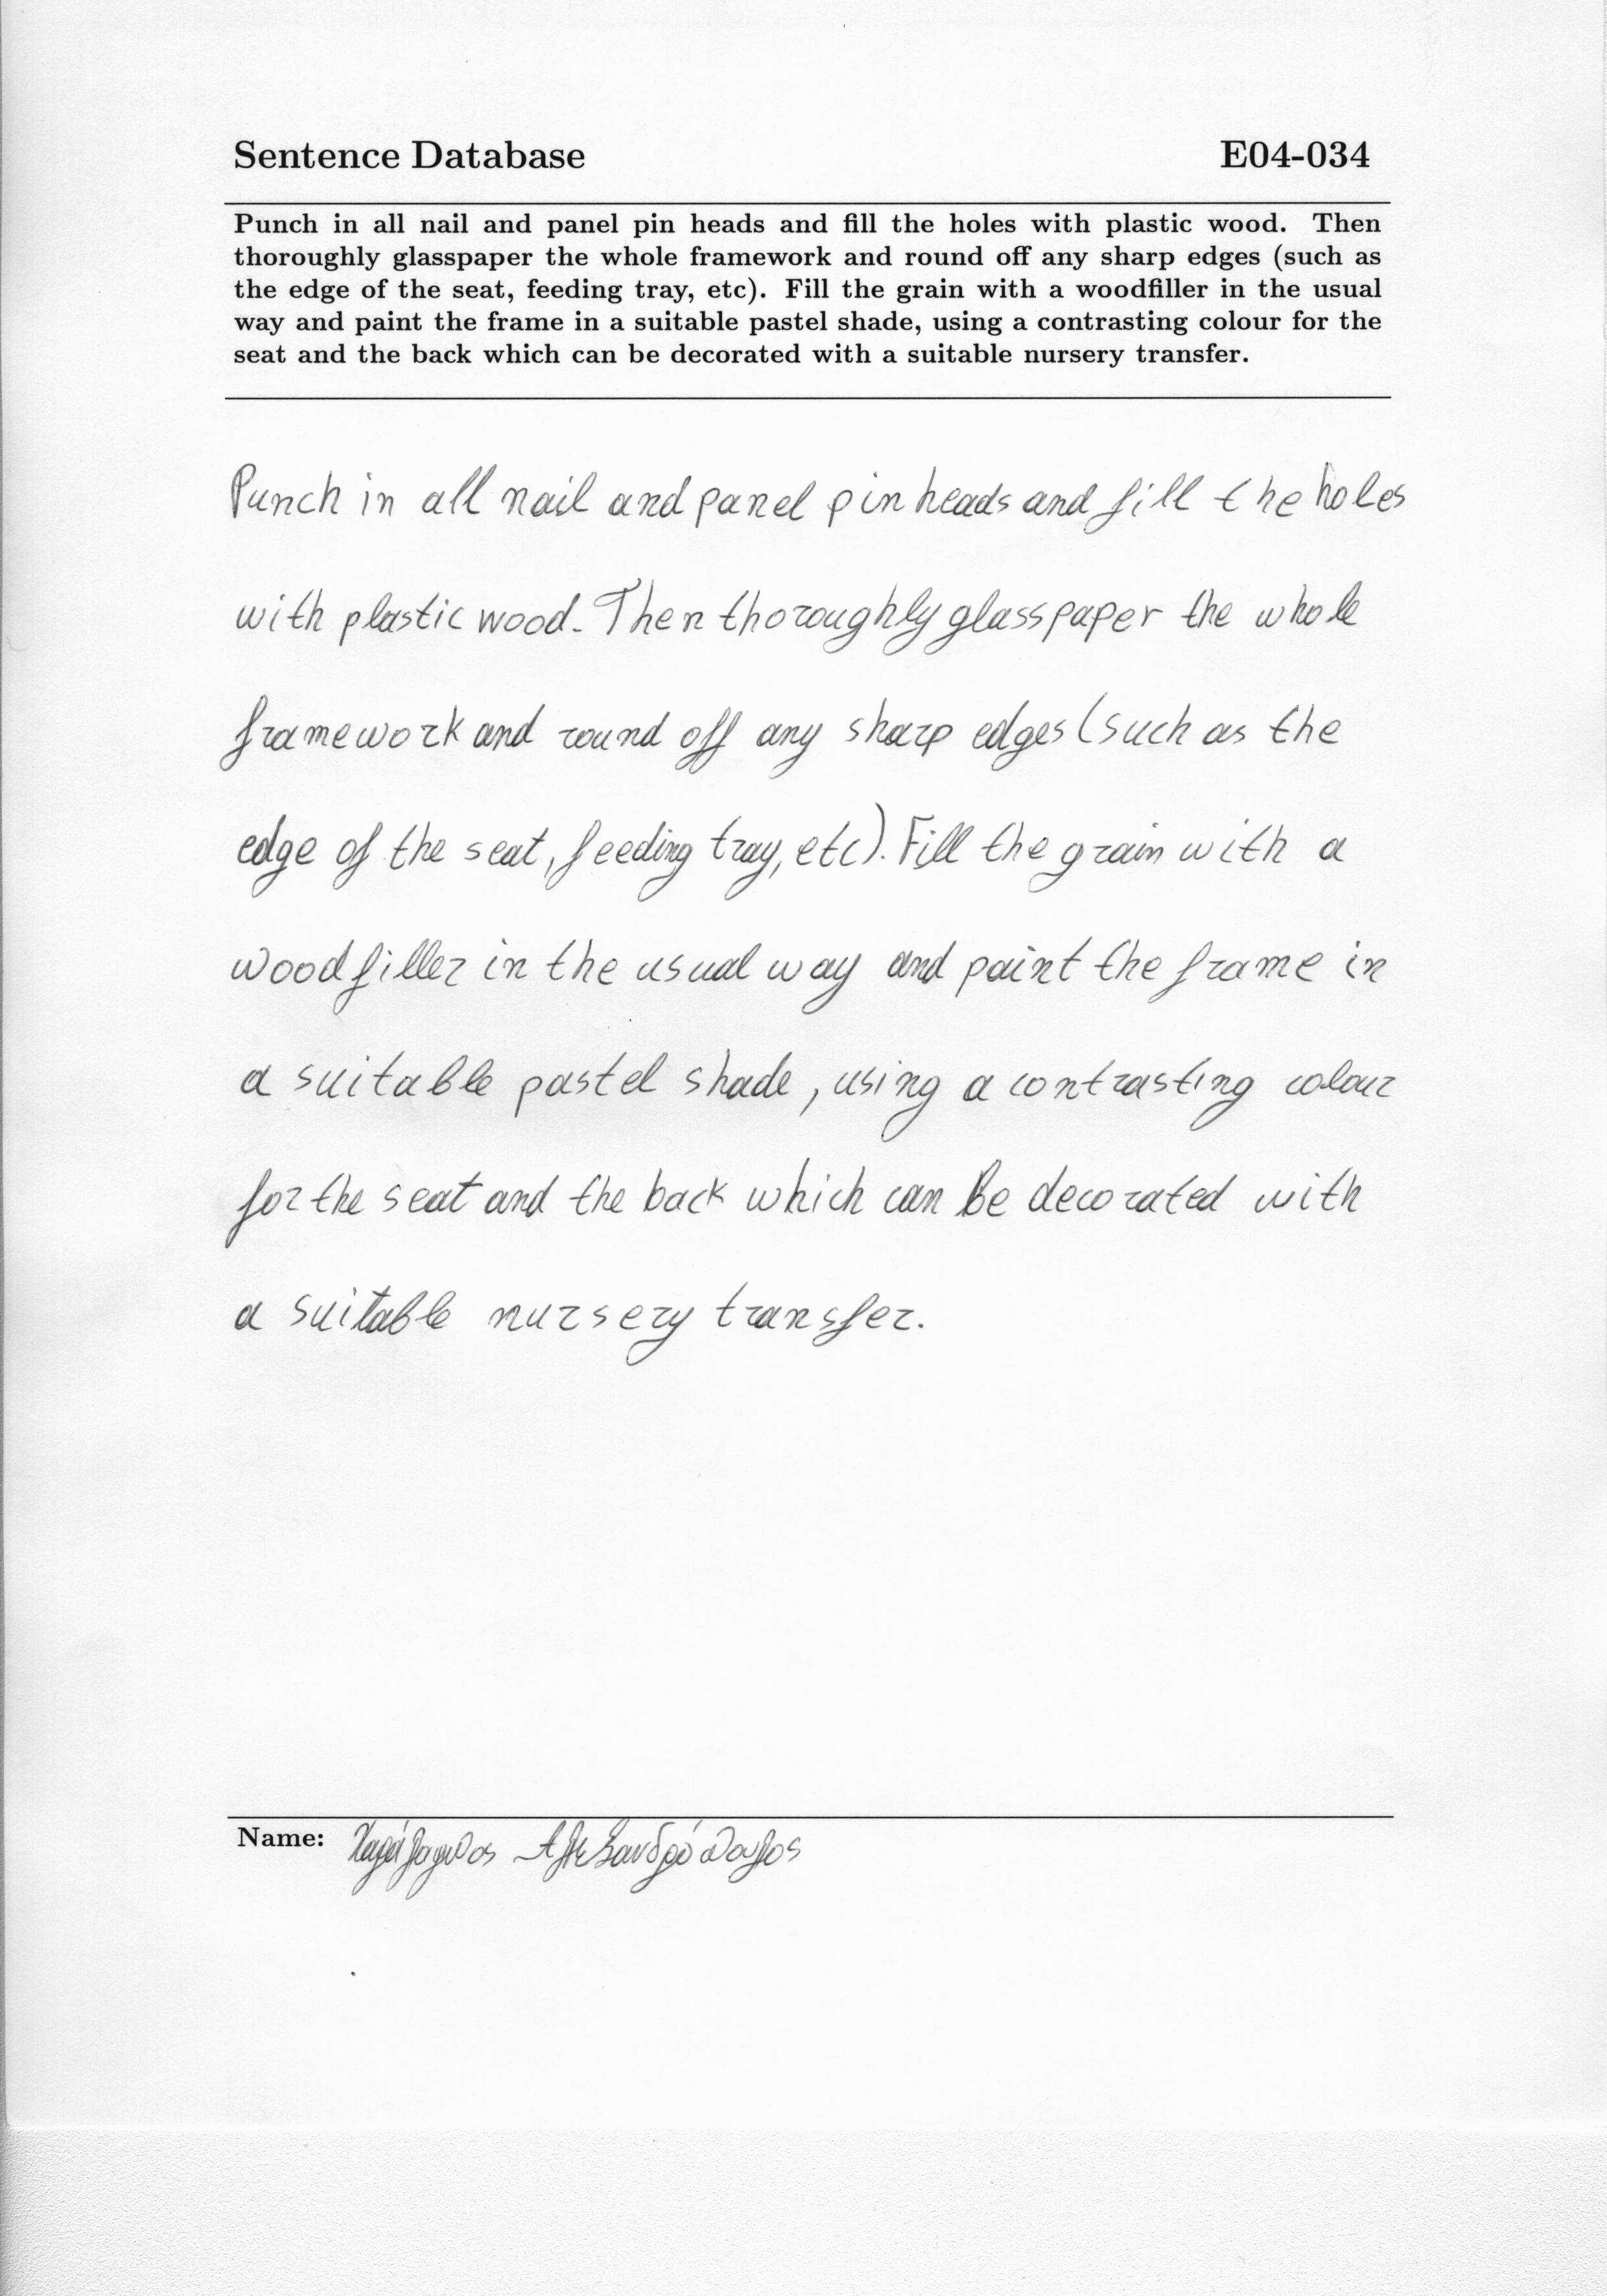 Sentence Database E04-034
Punch in all nail and panel pin heads and fill the holes with plastic wood. Then
thoroughly glasspaper the whole framework and round off any sharp edges (such as
the edge of the seat, feeding tray, etc). Fill the grain with a woodfiller in the usual
way and paint the frame in a suitable pastel shade, using a contrasting colour for the
seat and the back which can be decorated with a suitable nursery transfer.
Punch in all nail and panel pin heads and fill the holes
with plastic wood. Then thoroughly glasspaper the whole
framework and round off any sharp edges (such as the
edge of the seat, feeding tray, etc). Fill the grain with a
woodfiller in the usual way and paint the frame in
a suitable pastel shade, using a contrasting colour
for the seat and the back which can be decorated with
a suitable nursery transfer.
Name: Χαράλαμπος Αλεξανδρόπουλος